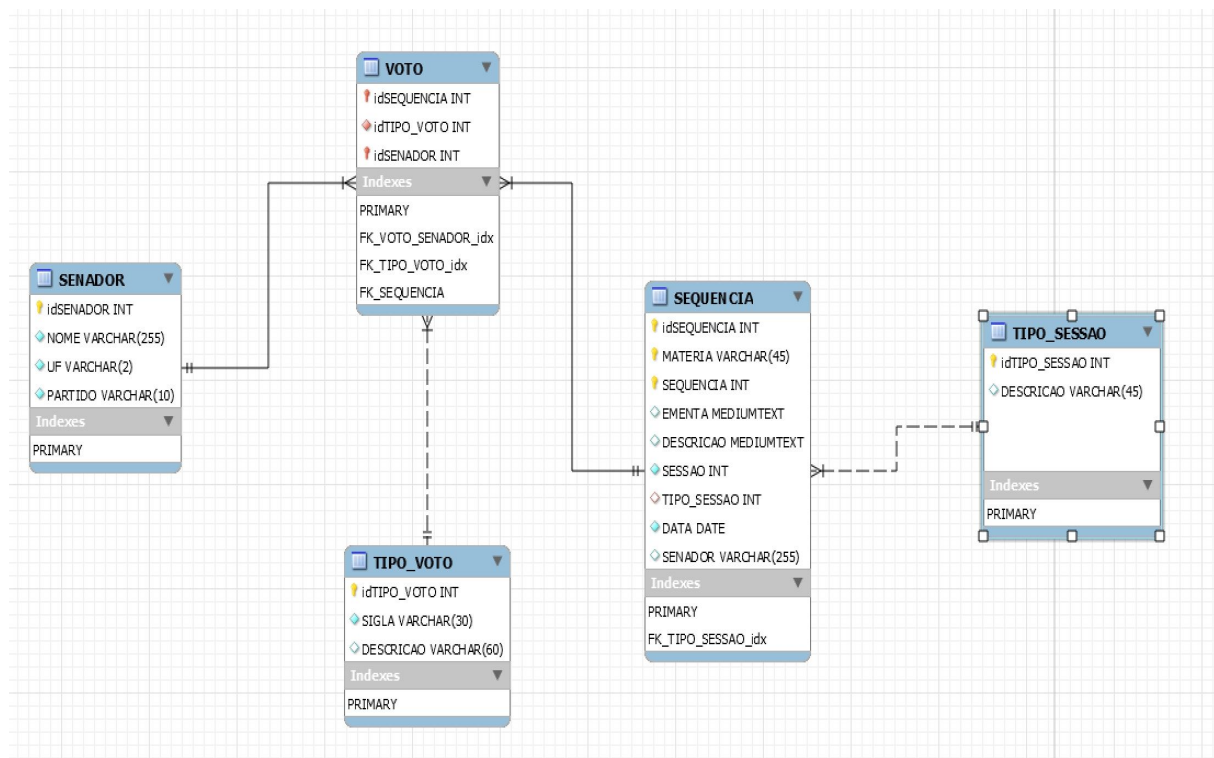 VOTO
idSEQUENCIA INT
idTIPO_VOTO INT
idSENADOR INT
Indexes
PRIMARY
FK_VOTO_SENADOR_idx
FK_TIPO_VOTO_idx
FK_SEQUENCIA
SENADOR
idSENADOR INT
NOME VARCHAR(255)
UF VARCHAR(2)
PARTIDO VARCHAR(10)
Indexes
PRIMARY
SEQUENCIA
idSEQUENCIA INT
MATERIA VARCHAR(45)
SEQUENCIA INT
EMENTA MEDIUMTEXT
DESCRICAO MEDIUMTEXT
SESSAO INT
TIPO_SESSAO INT
DATA DATE
SENADOR VARCHAR(255)
Indexes
PRIMARY
FK_TIPO_SESSAO_idx
TIPO_SESSAO
idTIPO_SESSAO INT
DESCRICAO VARCHAR(45)
Indexes
PRIMARY
TIPO_VOTO
idTIPO_VOTO INT
SIGLA VARCHAR(30)
DESCRICAO VARCHAR(60)
Indexes
PRIMARY